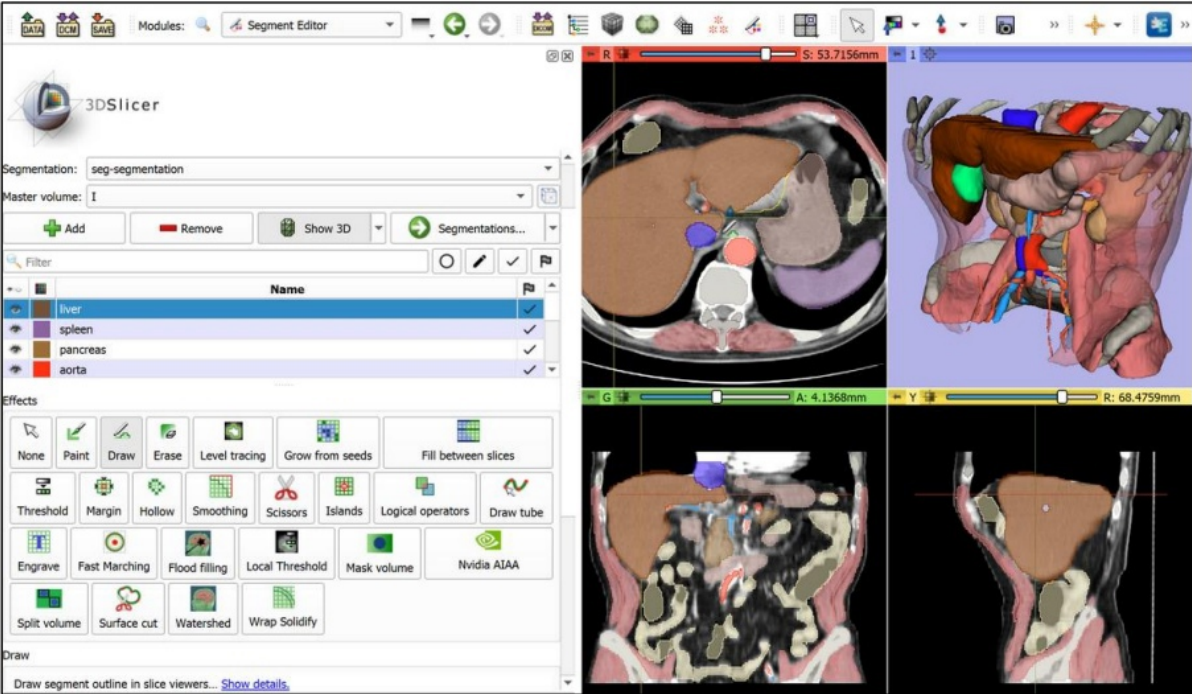 DATA DCM SAVE Modules: Segment Editor
R S: 53.7156mm 1
3DSlicer
Segmentation: seg-segmentation
Master volume: I
Add Remove Show 3D Segmentations...
Filter
Name
liver
spleen
pancreas
aorta
G A: 4.1368mm Y R: 68.4759mm
Effects
None Paint Draw Erase Level tracing Grow from seeds Fill between slices
Threshold Margin Hollow Smoothing Scissors Islands Logical operators Draw tube
Engrave Fast Marching Flood filling Local Threshold Mask volume Nvidia AIAA
Split volume Surface cut Watershed Wrap Solidify
Draw
Draw segment outline in slice viewers... Show details.